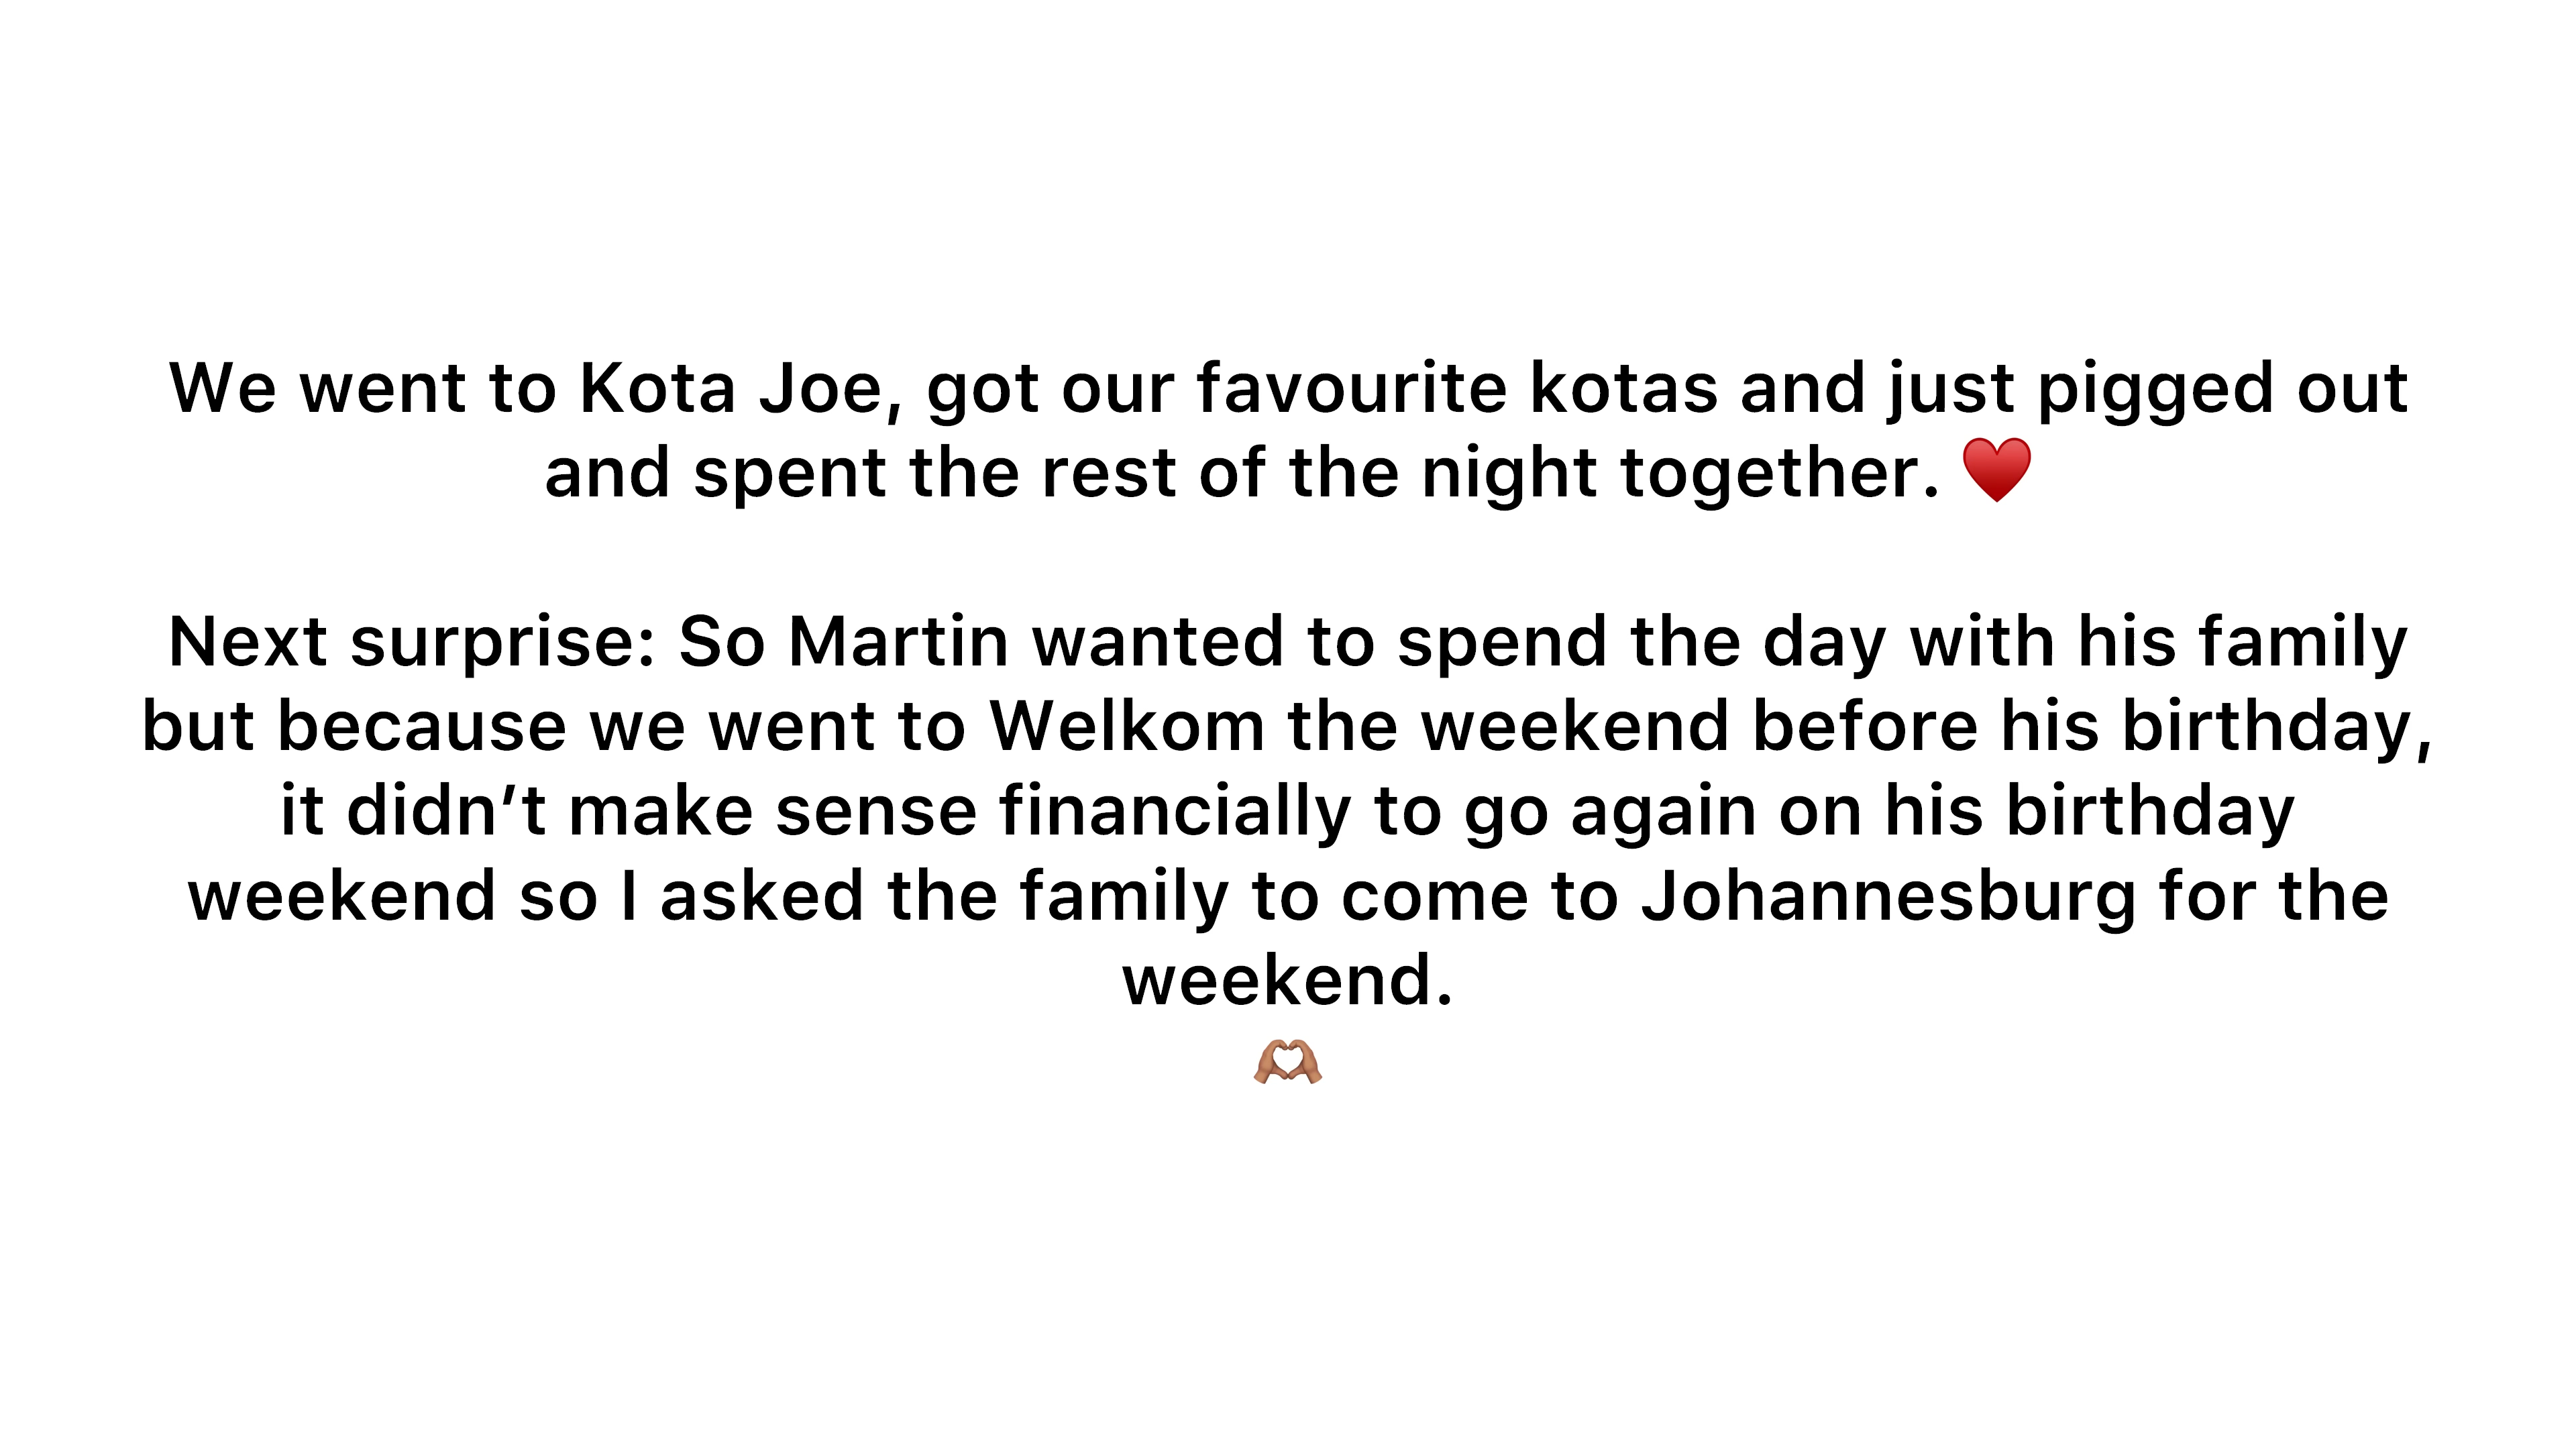 We went to Kota Joe, got our favourite kotas and just pigged out
and spent the rest of the night together. ♥️
Next surprise: So Martin wanted to spend the day with his family
but because we went to Welkom the weekend before his birthday,
it didn’t make sense financially to go again on his birthday
weekend so I asked the family to come to Johannesburg for the
weekend.
🫶🏽